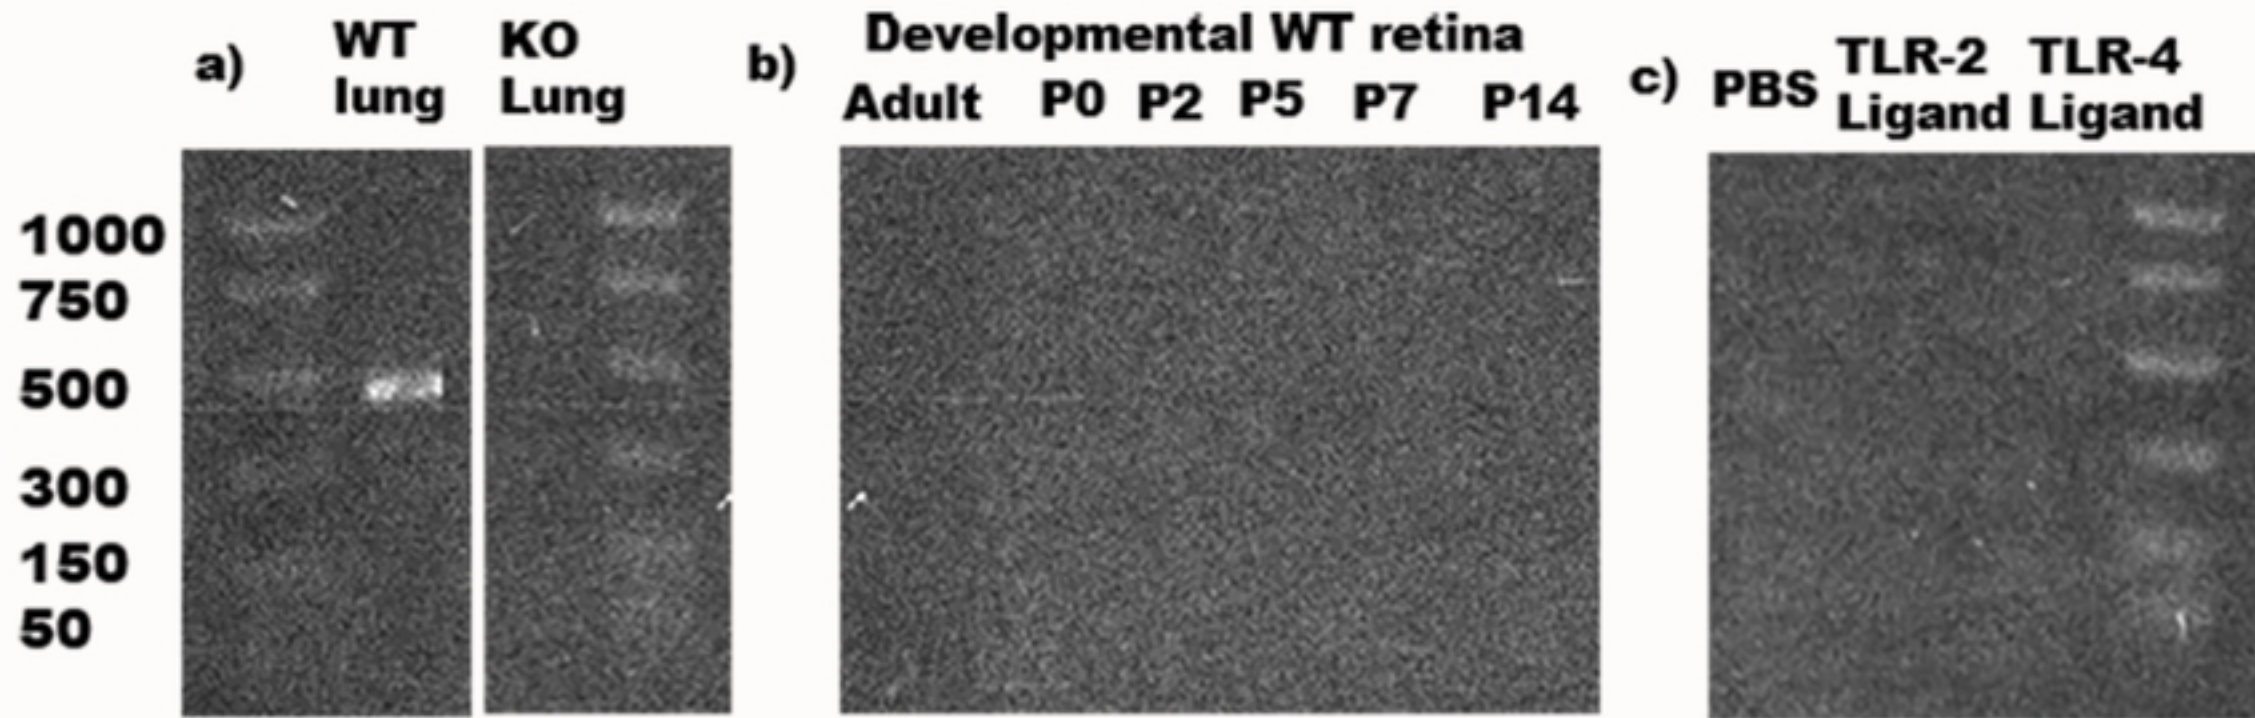 a)
WT
lung
KO
Lung
b)
Developmental WT retina
Adult P0 P2 P5 P7 P14
c)
PBS
TLR-2
Ligand
TLR-4
Ligand
1000
750
500
300
150
50